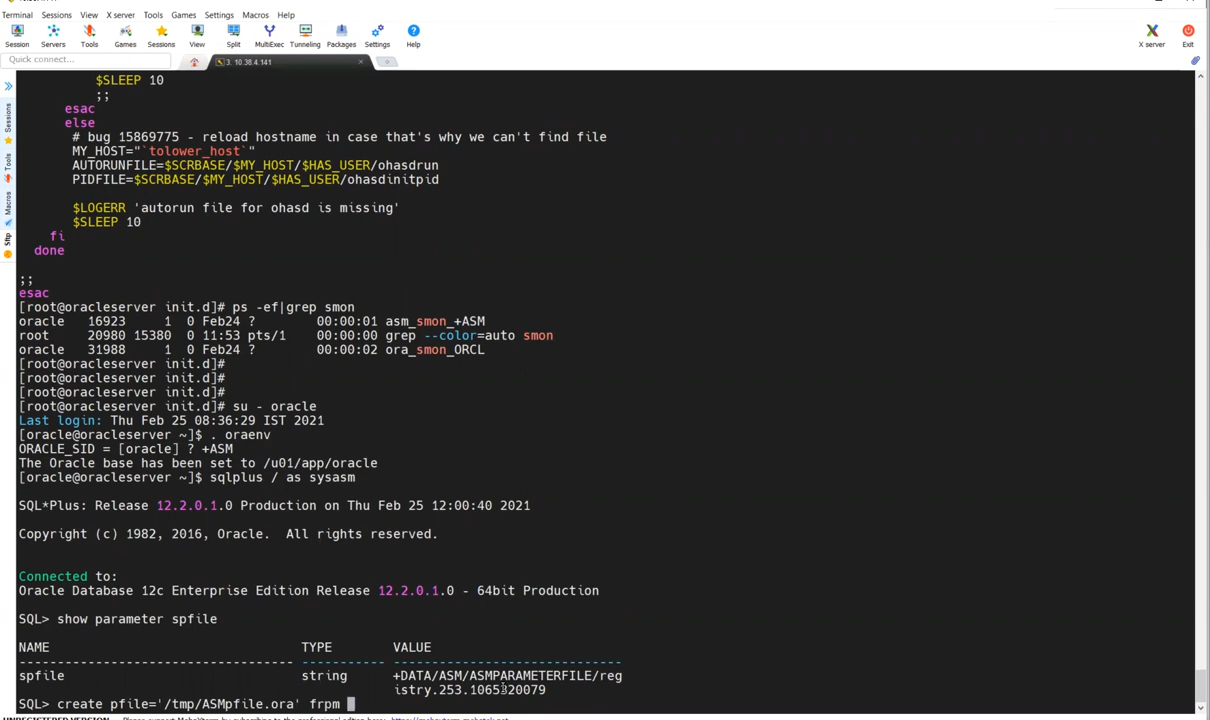 Terminal Sessions View X server Tools Games Settings Macros Help
Session Servers Tools Games Sessions View Split MultiExec Tunneling Packages Settings Help X server Exit
Quick connect...
3. 10.38.4.141
Sessions
Tools
Macros
Sftp
$SLEEP 10
;;
esac
else
# bug 15869775 - reload hostname in case that's why we can't find file
MY_HOST="`tolower_host`"
AUTORUNFILE=$SCRBASE/$MY_HOST/$HAS_USER/ohasdrun
PIDFILE=$SCRBASE/$MY_HOST/$HAS_USER/ohasdinitpid
$LOGERR 'autorun file for ohasd is missing'
$SLEEP 10
fi
done
;;
esac
[root@oracleserver init.d]# ps -ef|grep smon
oracle 16923 1 0 Feb24 ? 00:00:01 asm_smon_+ASM
root 20980 15380 0 11:53 pts/1 00:00:00 grep --color=auto smon
oracle 31988 1 0 Feb24 ? 00:00:02 ora_smon_ORCL
[root@oracleserver init.d]#
[root@oracleserver init.d]#
[root@oracleserver init.d]#
[root@oracleserver init.d]# su - oracle
Last login: Thu Feb 25 08:36:29 IST 2021
[oracle@oracleserver ~]$ . oraenv
ORACLE_SID = [oracle] ? +ASM
The Oracle base has been set to /u01/app/oracle
[oracle@oracleserver ~]$ sqlplus / as sysasm
SQL*Plus: Release 12.2.0.1.0 Production on Thu Feb 25 12:00:40 2021
Copyright (c) 1982, 2016, Oracle. All rights reserved.
Connected to:
Oracle Database 12c Enterprise Edition Release 12.2.0.1.0 - 64bit Production
SQL> show parameter spfile
NAME TYPE VALUE
------------------------------------ ----------- ------------------------------
spfile string +DATA/ASM/ASMPARAMETERFILE/reg
istry.253.1065320079
SQL> create pfile='/tmp/ASMpfile.ora' frpm